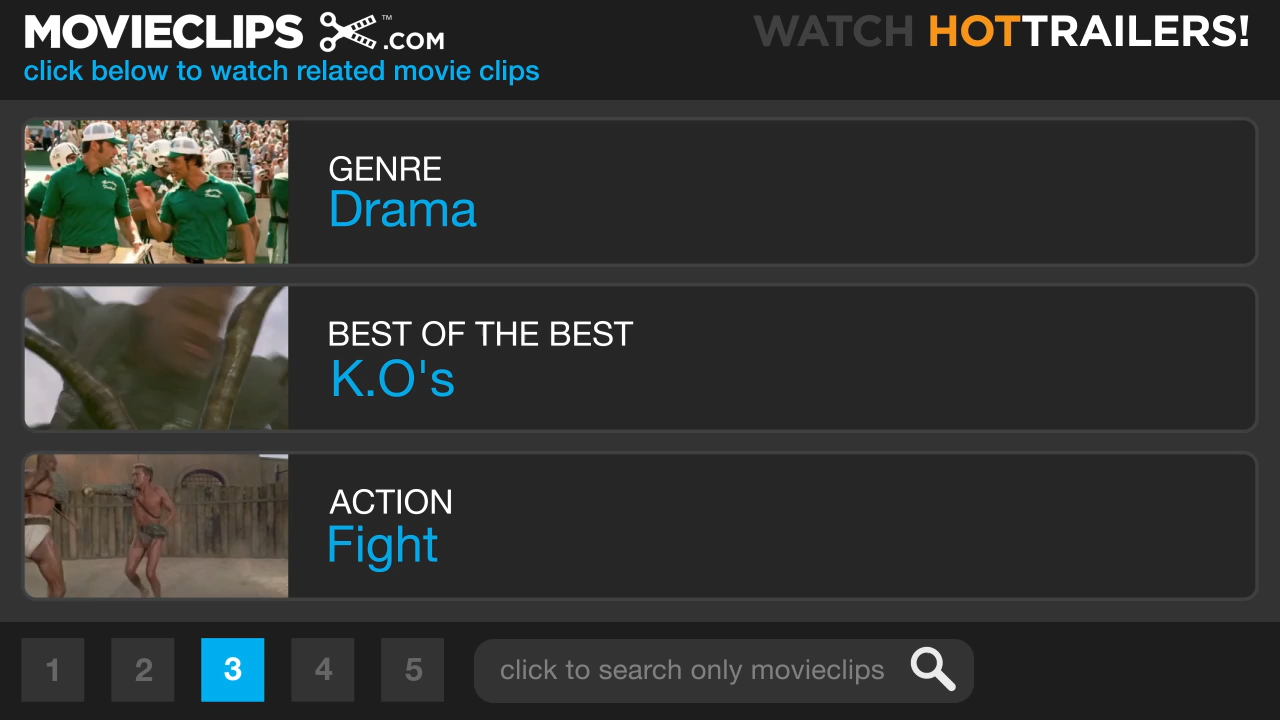 MOVIECLIPS ™ .COM
WATCH HOTTRAILERS!
click below to watch related movie clips
GENRE
Drama
BEST OF THE BEST
K.O's
ACTION
Fight
1 2 3 4 5
click to search only movieclips